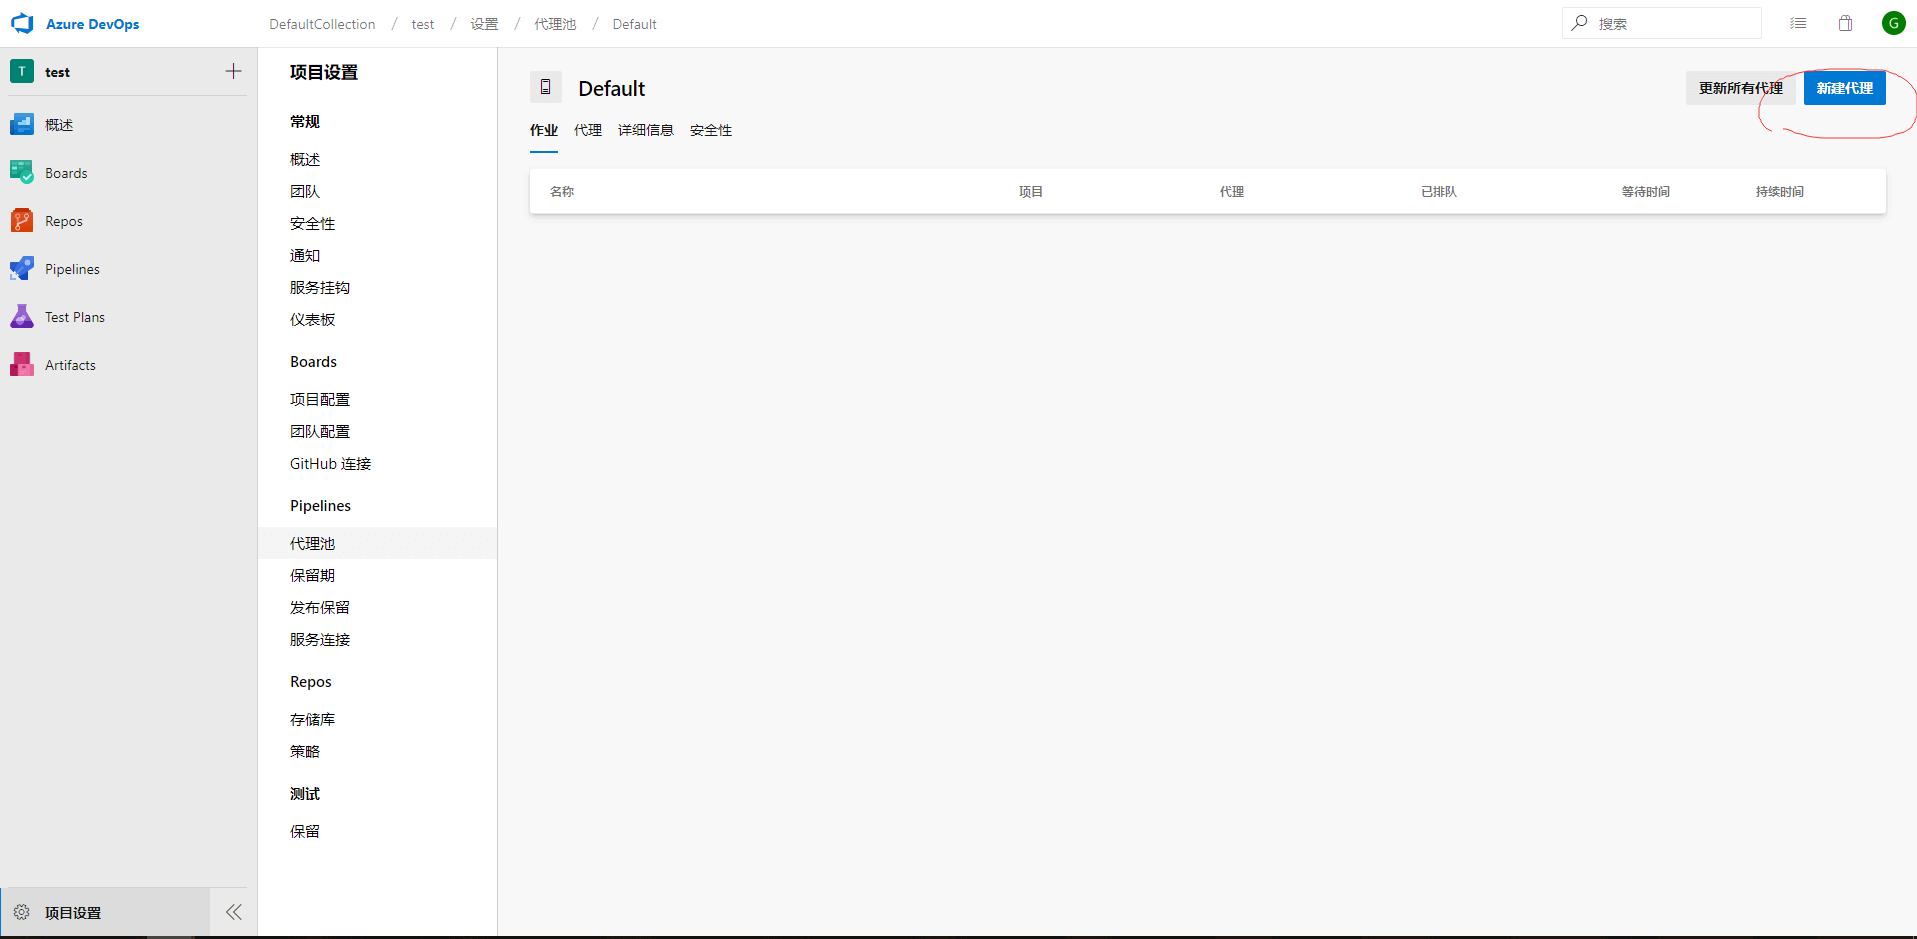 Azure DevOps
DefaultCollection / test / 设置 / 代理池 / Default
搜索
G
T test
概述
Boards
Repos
Pipelines
Test Plans
Artifacts
项目设置
项目设置
常规
概述
团队
安全性
通知
服务挂钩
仪表板
Boards
项目配置
团队配置
GitHub 连接
Pipelines
代理池
保留期
发布保留
服务连接
Repos
存储库
策略
测试
保留
Default
更新所有代理 新建代理
作业 代理 详细信息 安全性
名称 项目 代理 已排队 等待时间 持续时间